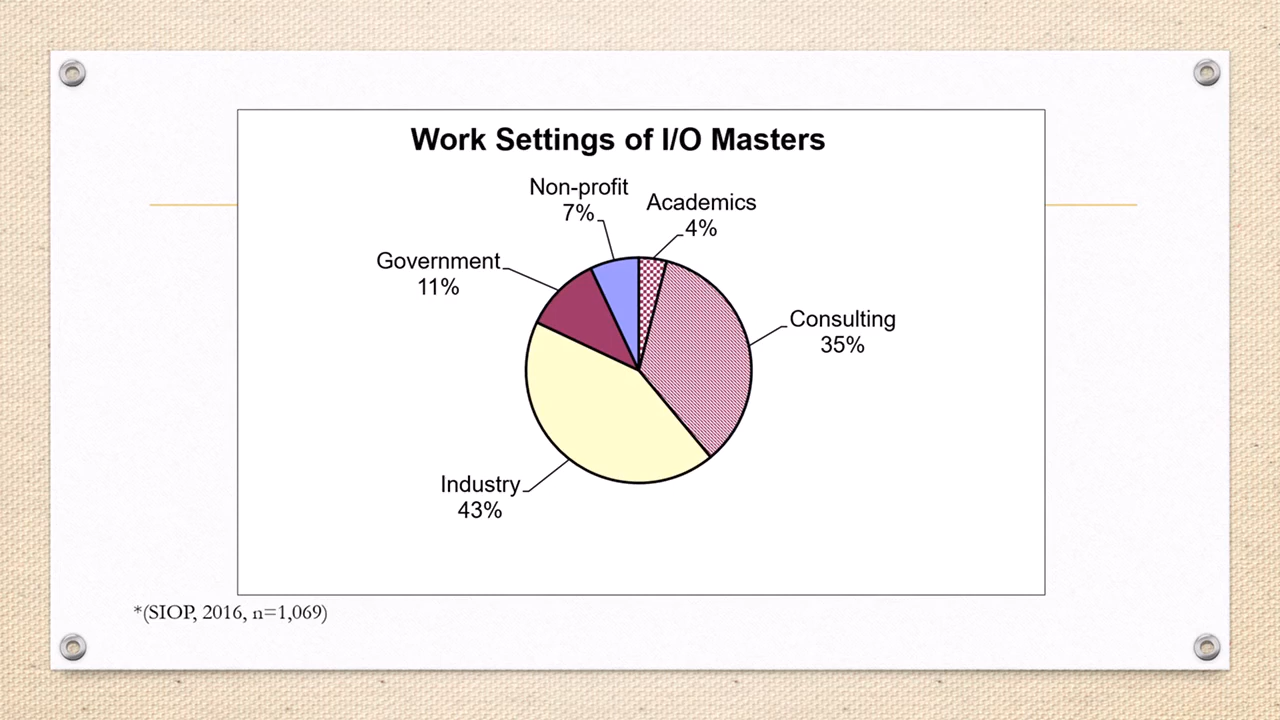 Work Settings of I/O Masters
Non-profit
7%
Academics
4%
Government
11%
Consulting
35%
Industry
43%
*(SIOP, 2016, n=1,069)